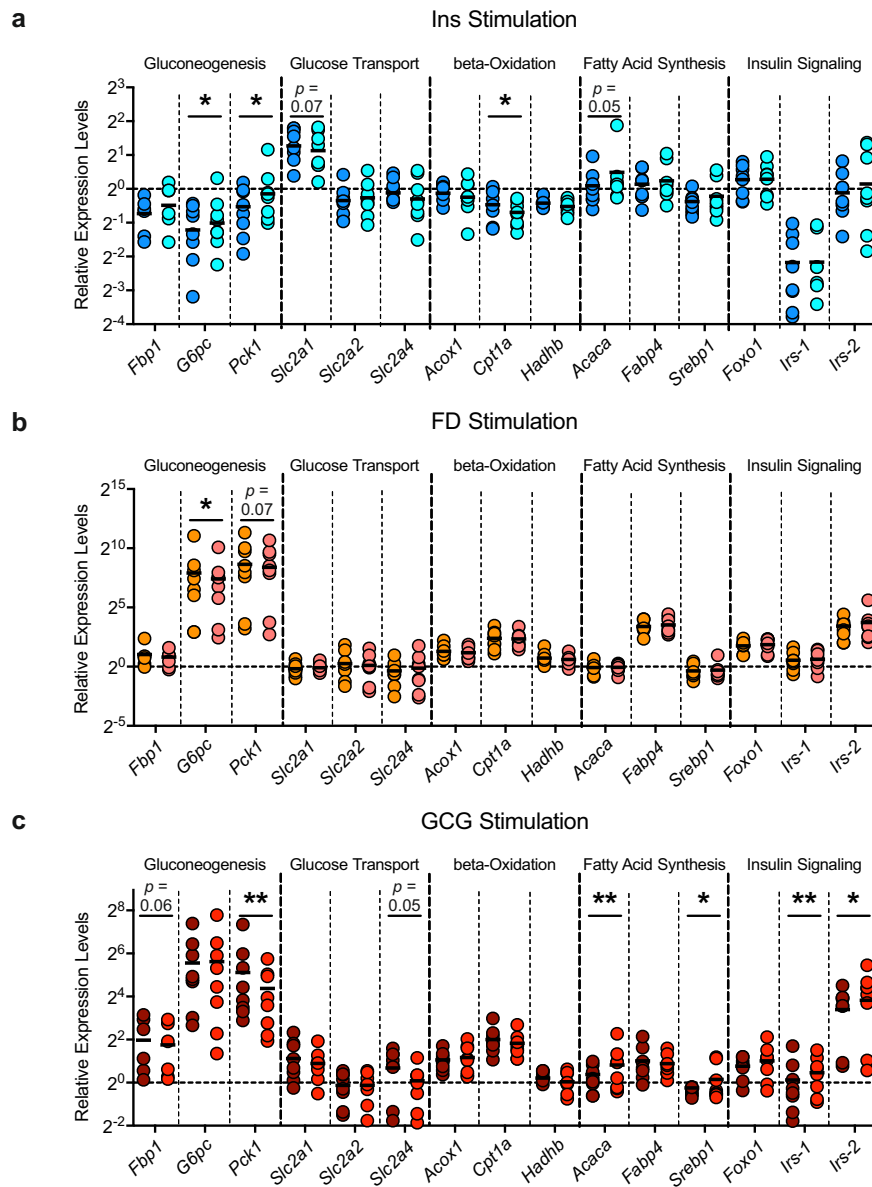 a
Ins Stimulation
Gluconeogenesis Glucose Transport beta-Oxidation Fatty Acid Synthesis Insulin Signaling
Relative Expression Levels
2^3
2^2
2^1
2^0
2^-1
2^-2
2^-3
2^-4
* * p = 0.07 * p = 0.05
Fbp1 G6pc Pck1 Slc2a1 Slc2a2 Slc2a4 Acox1 Cpt1a Hadhb Acaca Fabp4 Srebp1 Foxo1 Irs-1 Irs-2
b
FD Stimulation
Gluconeogenesis Glucose Transport beta-Oxidation Fatty Acid Synthesis Insulin Signaling
Relative Expression Levels
2^15
2^10
2^5
2^0
2^-5
* p = 0.07
Fbp1 G6pc Pck1 Slc2a1 Slc2a2 Slc2a4 Acox1 Cpt1a Hadhb Acaca Fabp4 Srebp1 Foxo1 Irs-1 Irs-2
c
GCG Stimulation
Gluconeogenesis Glucose Transport beta-Oxidation Fatty Acid Synthesis Insulin Signaling
Relative Expression Levels
2^8
2^6
2^4
2^2
2^0
2^-2
p = 0.06 ** p = 0.05 ** * ** *
Fbp1 G6pc Pck1 Slc2a1 Slc2a2 Slc2a4 Acox1 Cpt1a Hadhb Acaca Fabp4 Srebp1 Foxo1 Irs-1 Irs-2